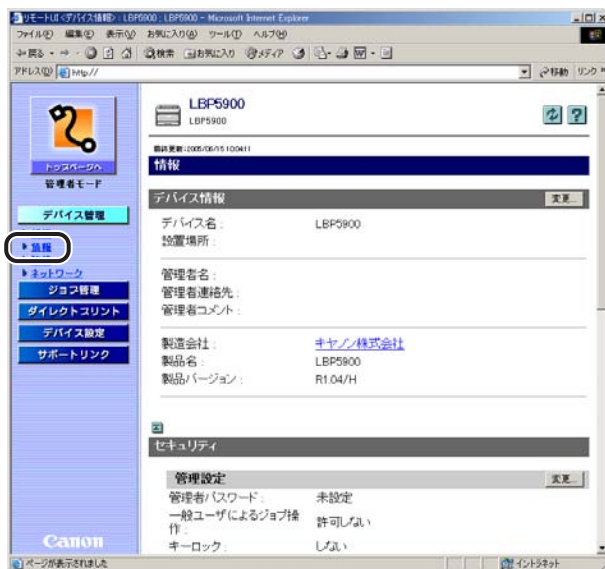 リモートUI <デバイス情報> : LBP5900 ; LBP5900 - Microsoft Internet Explorer
ファイル(F) 編集(E) 表示(V) お気に入り(A) ツール(T) ヘルプ(H)
戻る 検索 お気に入り メディア
アドレス(D) http:// 移動 リンク
LBP5900
LBP5900
最終更新 :2005/06/15 10:04:11
トップページへ
管理者モード
情報
デバイス管理
デバイス情報 変更...
デバイス名 : LBP5900
設置場所 :
情報
ネットワーク
管理者名 :
管理者連絡先 :
管理者コメント :
ジョブ管理
ダイレクトプリント
デバイス設定
サポートリンク
製造会社 : キヤノン株式会社
製品名 : LBP5900
製品バージョン : R1.04/H
セキュリティ
管理設定 変更...
管理者パスワード : 未設定
一般ユーザによるジョブ操
作 : 許可しない
キーロック : しない
Canon
ページが表示されました イントラネット